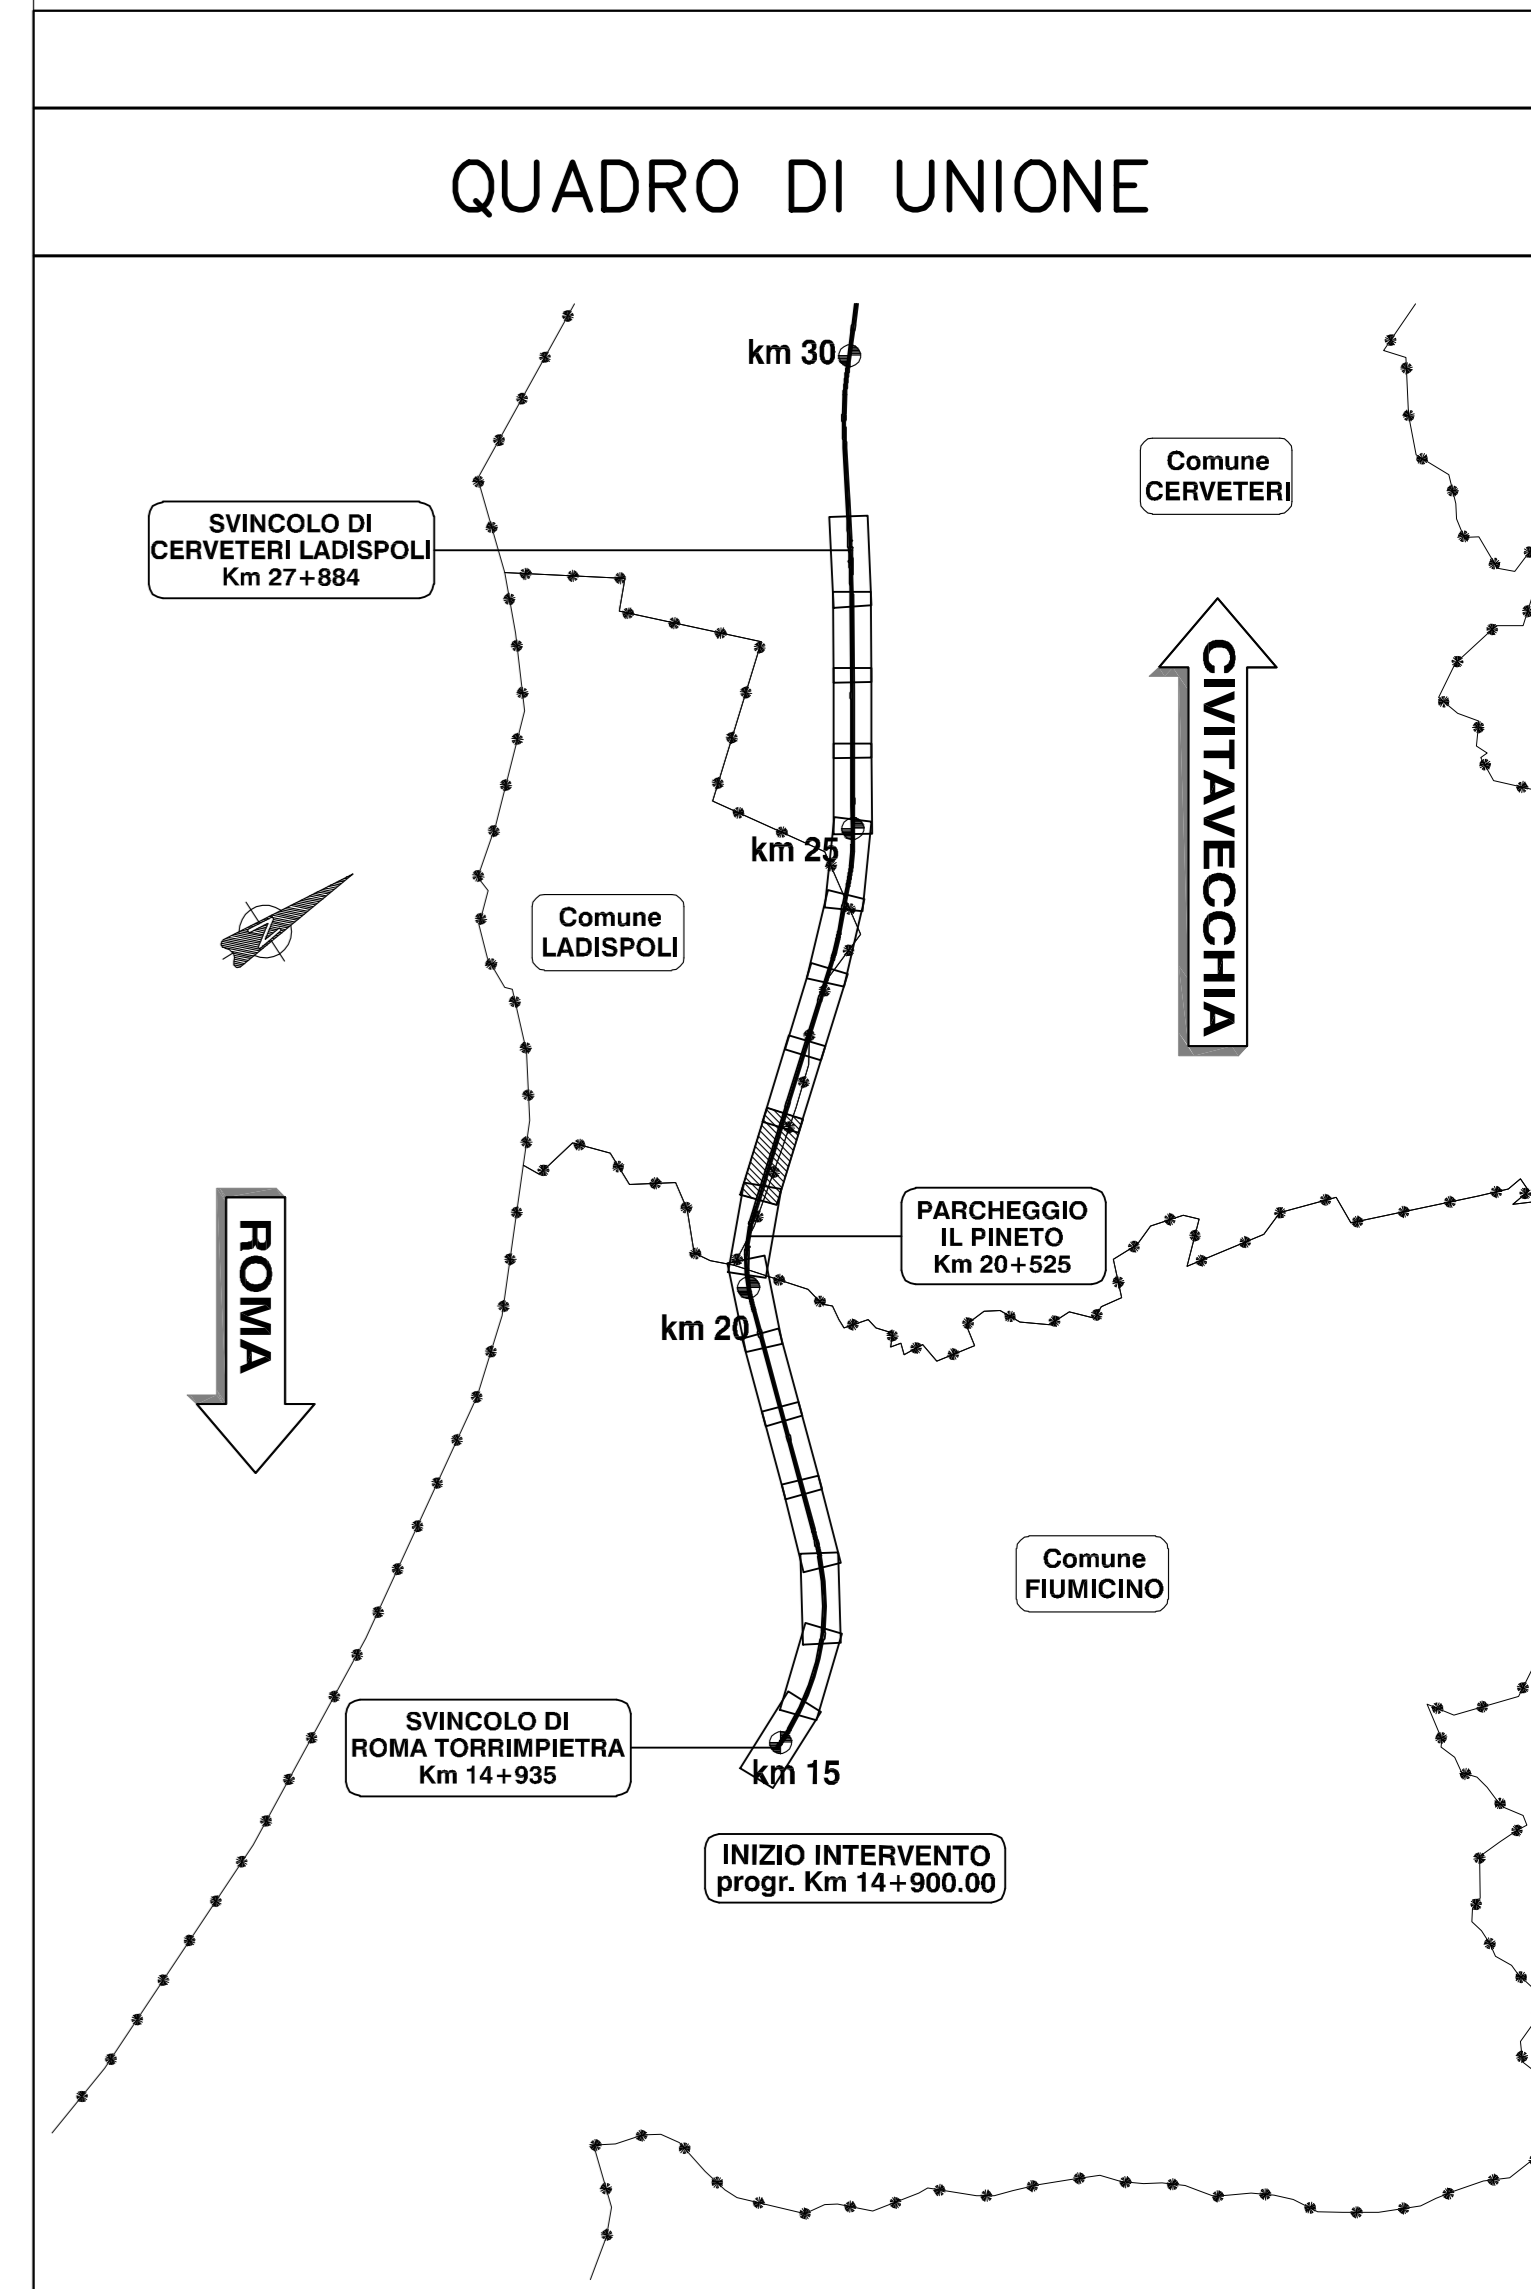 QUADRO DI UNIONE
km 30
Comune
CERVETERI
SVINCOLO DI
CERVETERI LADISPOLI
Km 27+884
CIVITAVECCHIA
km 25
Comune
LADISPOLI
Z
ROMA
PARCHEGGIO
IL PINETO
Km 20+525
km 20
Comune
FIUMICINO
SVINCOLO DI
ROMA TORRIMPIETRA
Km 14+935
km 15
INIZIO INTERVENTO
progr. Km 14+900.00